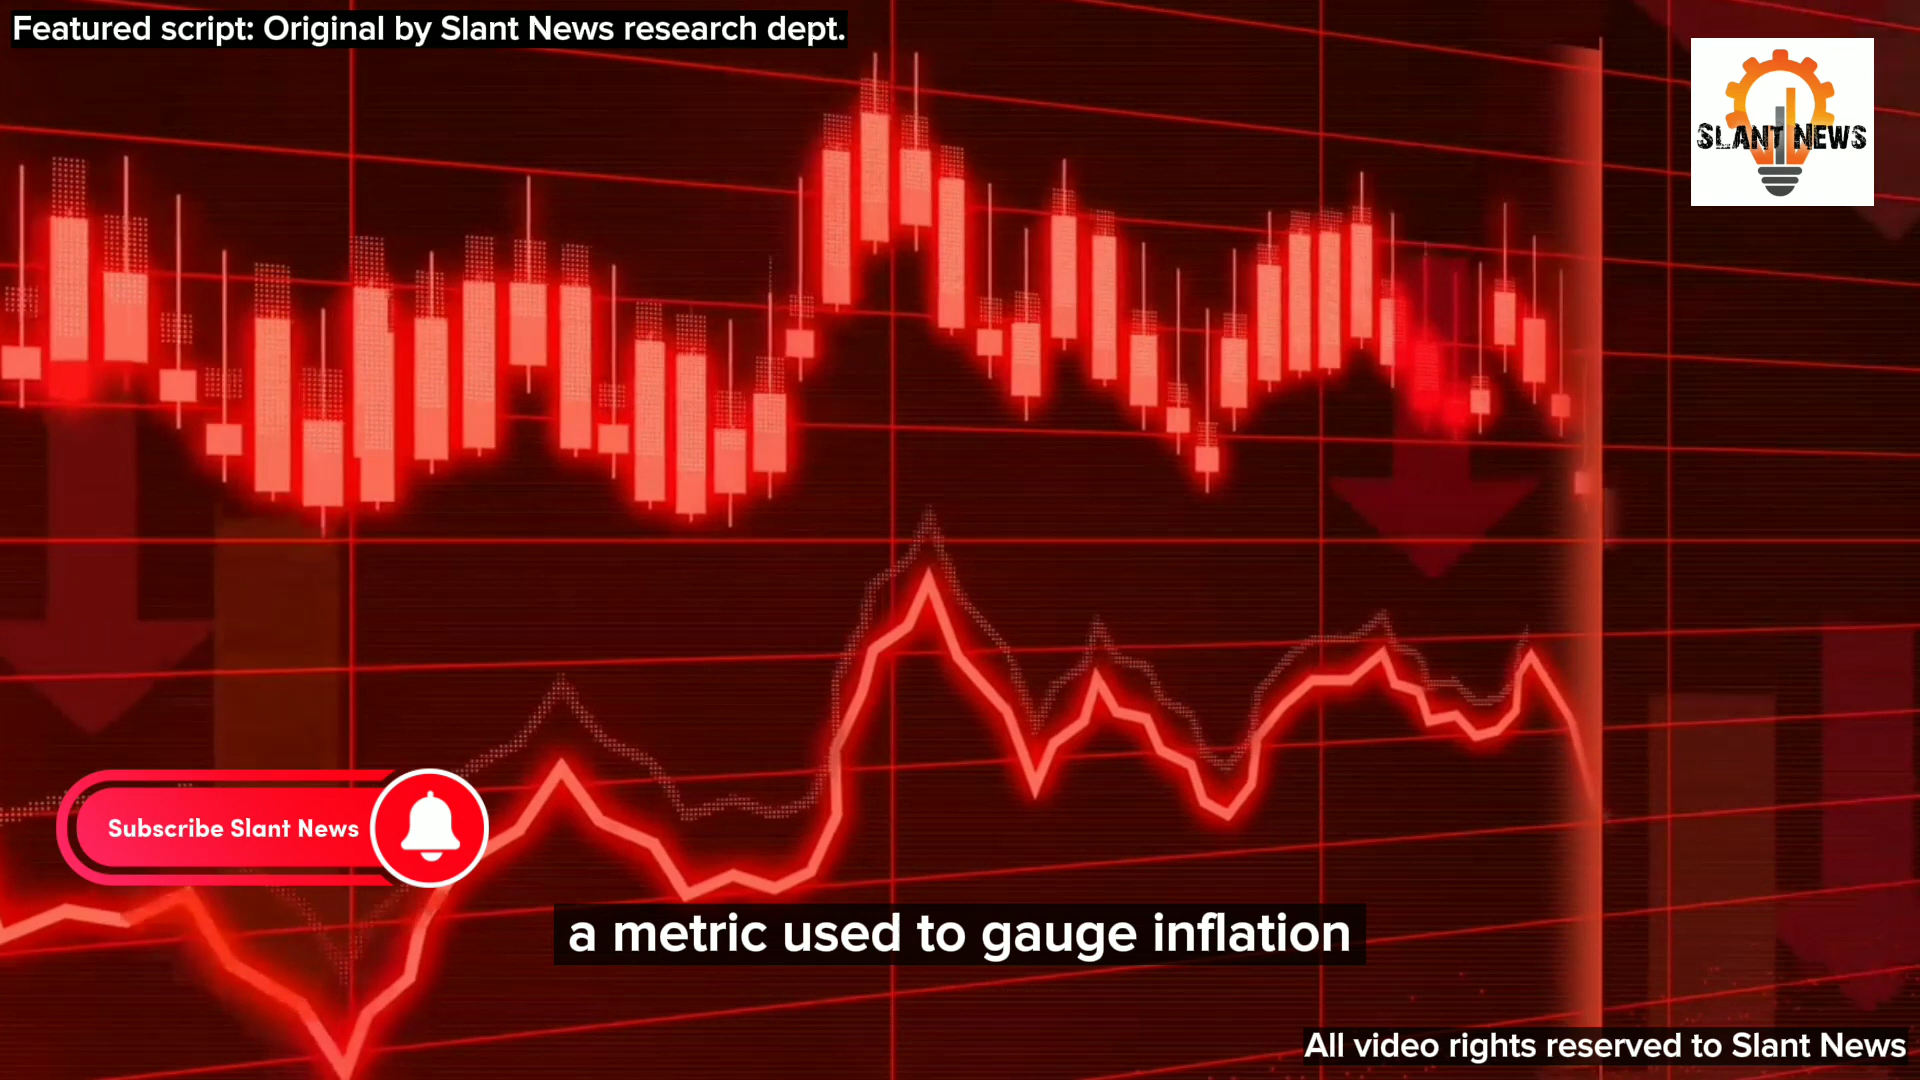 Featured script: Original by Slant News research dept.
SLANT NEWS
Subscribe Slant News
a metric used to gauge inflation
All video rights reserved to Slant News